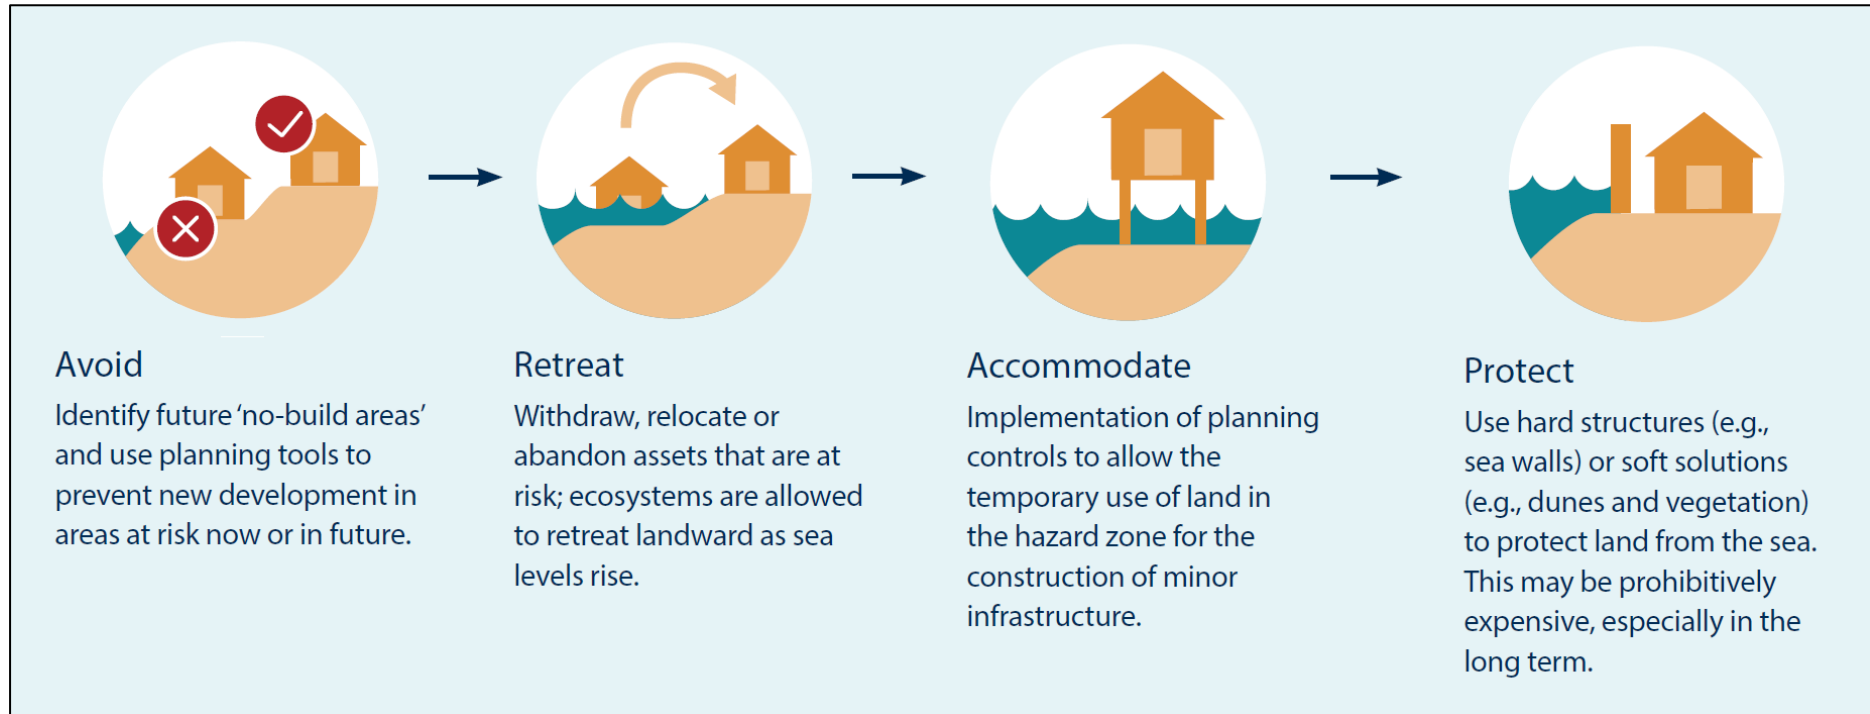 Avoid
Identify future ‘no-build areas’
and use planning tools to
prevent new development in
areas at risk now or in future.
Retreat
Withdraw, relocate or
abandon assets that are at
risk; ecosystems are allowed
to retreat landward as sea
levels rise.
Accommodate
Implementation of planning
controls to allow the
temporary use of land in
the hazard zone for the
construction of minor
infrastructure.
Protect
Use hard structures (e.g.,
sea walls) or soft solutions
(e.g., dunes and vegetation)
to protect land from the sea.
This may be prohibitively
expensive, especially in the
long term.